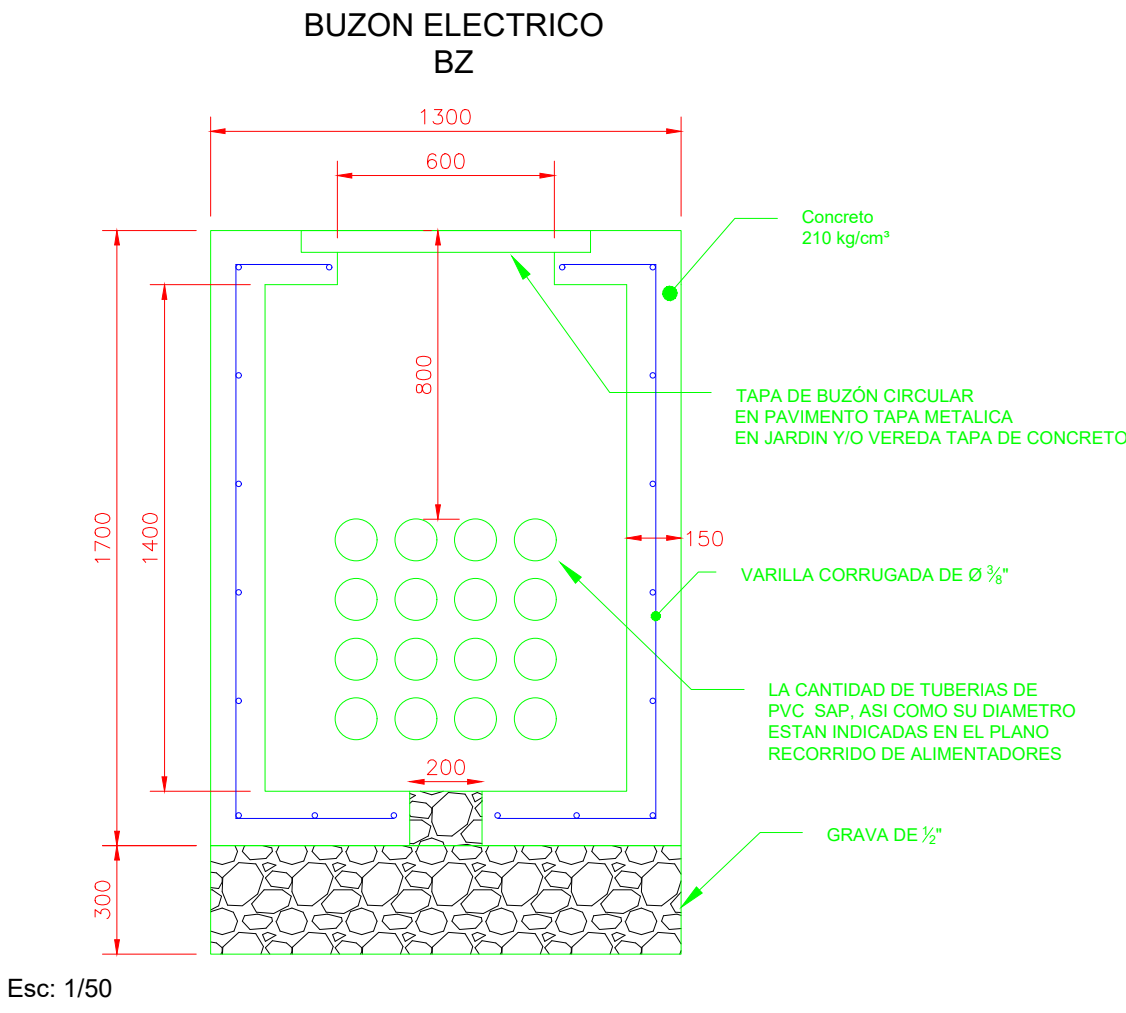 BUZON ELECTRICO
BZ
1300
600
Concreto
210 kg/cm³
800
TAPA DE BUZÓN CIRCULAR
EN PAVIMENTO TAPA METALICA
EN JARDIN Y/O VEREDA TAPA DE CONCRETO
1700
1400
150
VARILLA CORRUGADA DE Ø ⅜"
LA CANTIDAD DE TUBERIAS DE
PVC SAP, ASI COMO SU DIAMETRO
ESTAN INDICADAS EN EL PLANO
RECORRIDO DE ALIMENTADORES
200
GRAVA DE ½"
300
Esc: 1/50